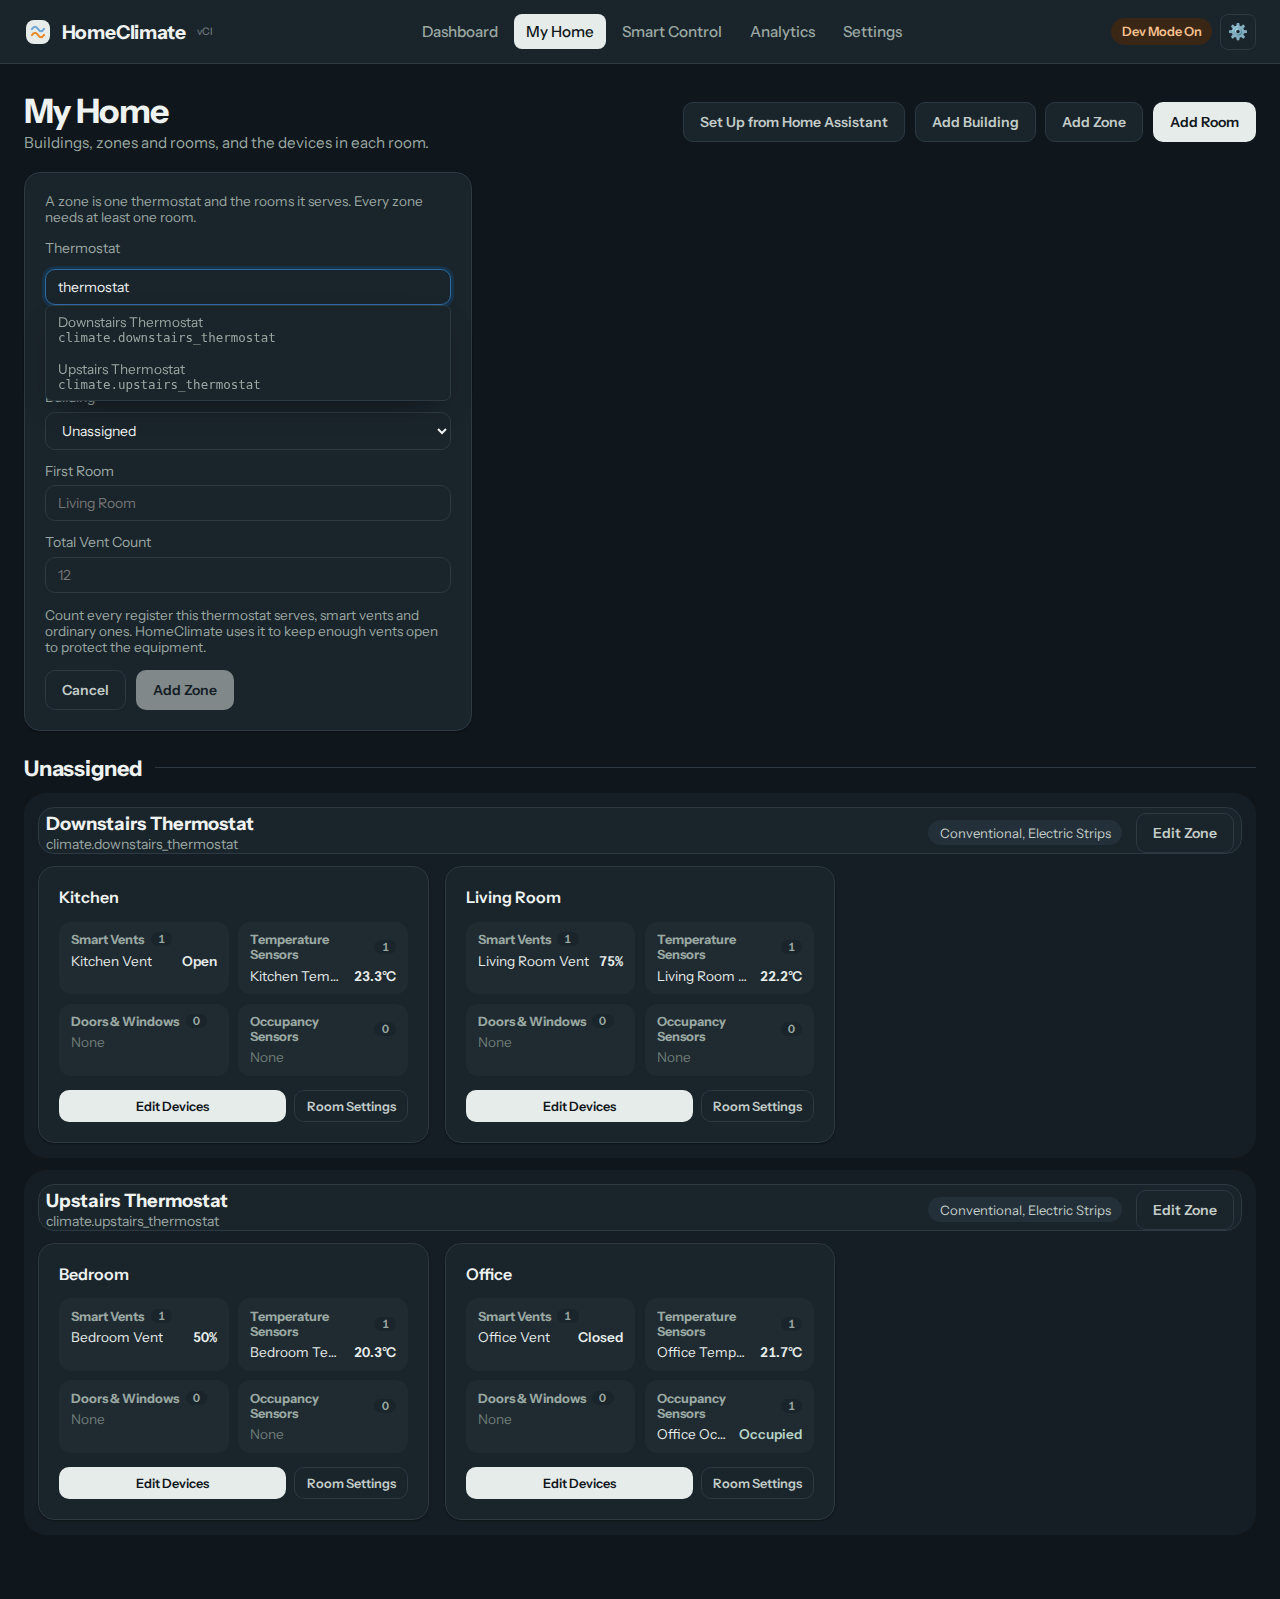 HomeClimate vCI
Dashboard
My Home
Smart Control
Analytics
Settings
Dev Mode On
My Home
Buildings, zones and rooms, and the devices in each room.
Set Up from Home Assistant
Add Building
Add Zone
Add Room
A zone is one thermostat and the rooms it serves. Every zone
needs at least one room.
Thermostat
thermostat
Downstairs Thermostat
climate.downstairs_thermostat
Upstairs Thermostat
climate.upstairs_thermostat
Building
Unassigned
First Room
Living Room
Total Vent Count
12
Count every register this thermostat serves, smart vents and
ordinary ones. HomeClimate uses it to keep enough vents open
to protect the equipment.
Cancel
Add Zone
Unassigned
Downstairs Thermostat
climate.downstairs_thermostat
Conventional, Electric Strips
Edit Zone
Kitchen
Smart Vents 1
Kitchen Vent Open
Temperature
Sensors 1
Kitchen Tem... 23.3°C
Doors & Windows 0
None
Occupancy
Sensors 0
None
Edit Devices
Room Settings
Living Room
Smart Vents 1
Living Room Vent 75%
Temperature
Sensors 1
Living Room ... 22.2°C
Doors & Windows 0
None
Occupancy
Sensors 0
None
Edit Devices
Room Settings
Upstairs Thermostat
climate.upstairs_thermostat
Conventional, Electric Strips
Edit Zone
Bedroom
Smart Vents 1
Bedroom Vent 50%
Temperature
Sensors 1
Bedroom Te... 20.3°C
Doors & Windows 0
None
Occupancy
Sensors 0
None
Edit Devices
Room Settings
Office
Smart Vents 1
Office Vent Closed
Temperature
Sensors 1
Office Temp... 21.7°C
Doors & Windows 0
None
Occupancy
Sensors 1
Office Oc... Occupied
Edit Devices
Room Settings